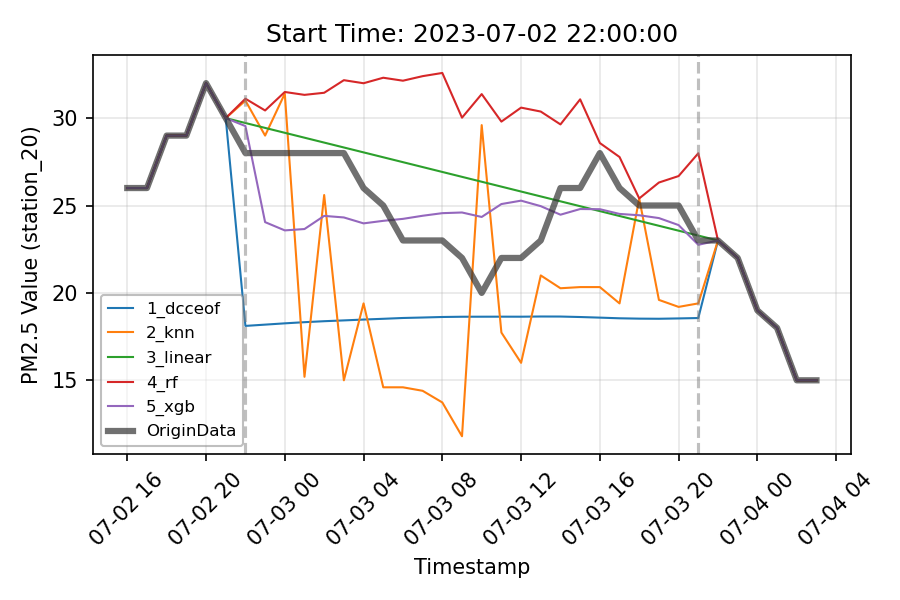 Start Time: 2023-07-02 22:00:00
PM2.5 Value (station_20)
30
25
20
15
1_dcceof
2_knn
3_linear
4_rf
5_xgb
OriginData
07-02 16
07-02 20
07-03 00
07-03 04
07-03 08
07-03 12
07-03 16
07-03 20
07-04 00
07-04 04
Timestamp